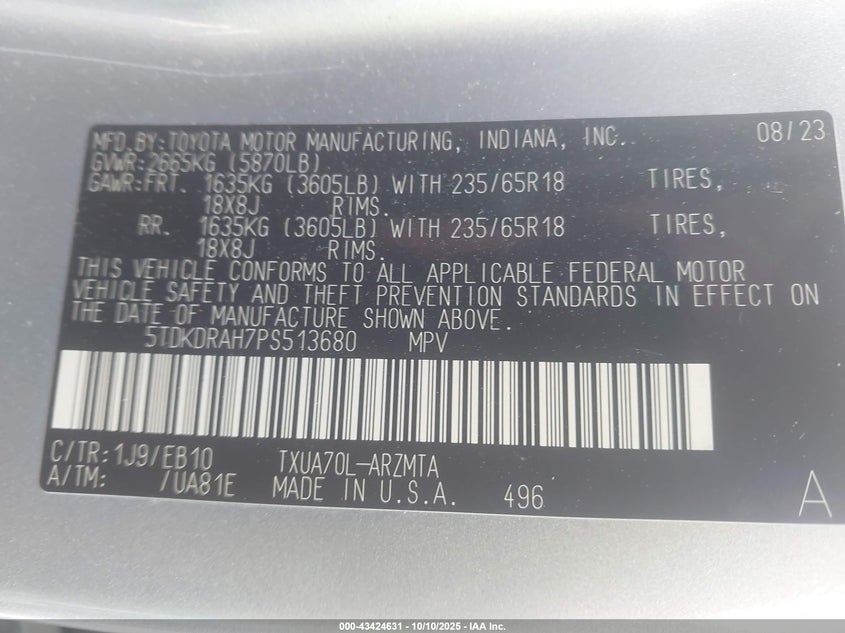 MFD. BY: TOYOTA MOTOR MANUFACTURING, INDIANA, INC. 08/23
GVWR: 2665KG (5870LB)
GAWR: FRT. 1635KG (3605LB) WITH 235/65R18 TIRES,
18X8J RIMS.
RR. 1635KG (3605LB) WITH 235/65R18 TIRES,
18X8J RIMS.
THIS VEHICLE CONFORMS TO ALL APPLICABLE FEDERAL MOTOR
VEHICLE SAFETY AND THEFT PREVENTION STANDARDS IN EFFECT ON
THE DATE OF MANUFACTURE SHOWN ABOVE.
5TDKDRAH7PS513680 MPV
C/TR: 1J9/EB10 TXUA70L-ARZMTA
A/TM: /UA81E MADE IN U.S.A. 496 A
000-43424631 - 10/10/2025 - IAA Inc.